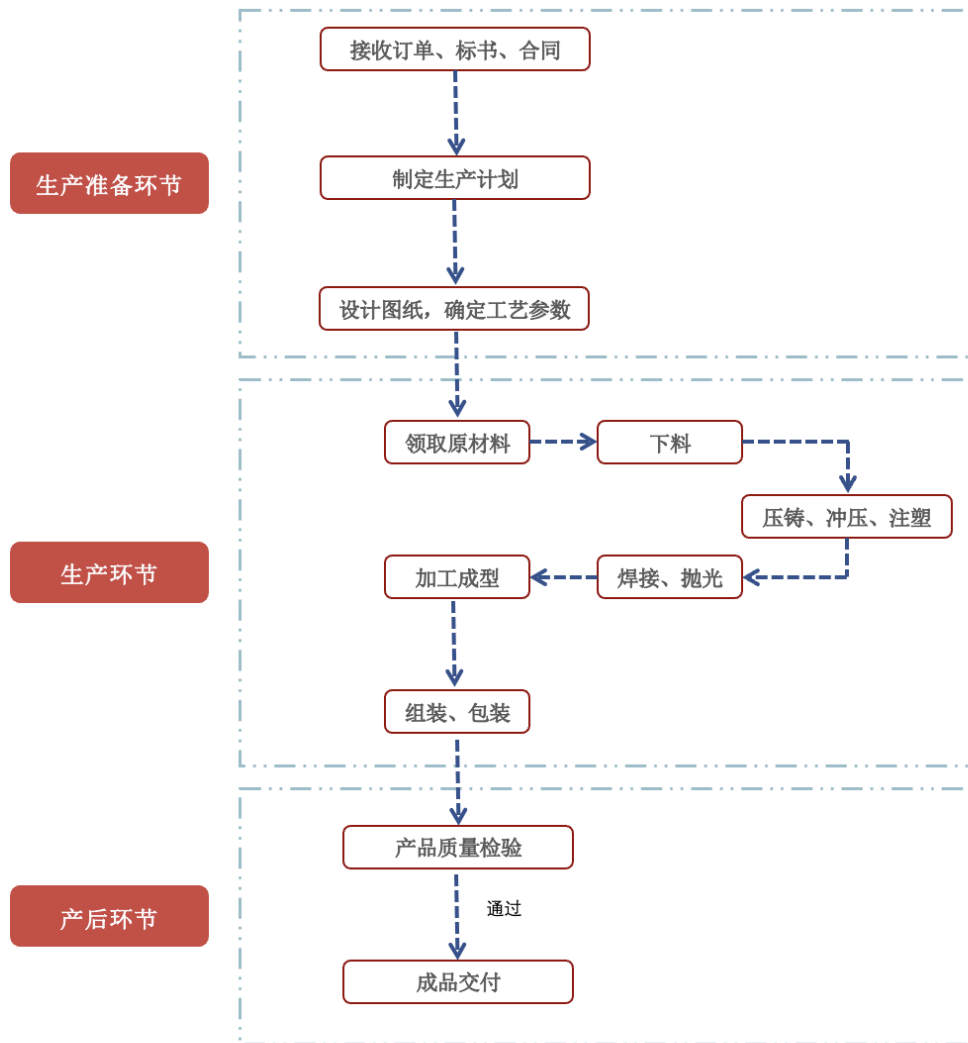 接收订单、标书、合同
生产准备环节
制定生产计划
设计图纸，确定工艺参数
领取原材料
下料
压铸、冲压、注塑
生产环节
加工成型
焊接、抛光
组装、包装
产品质量检验
通过
产后环节
成品交付